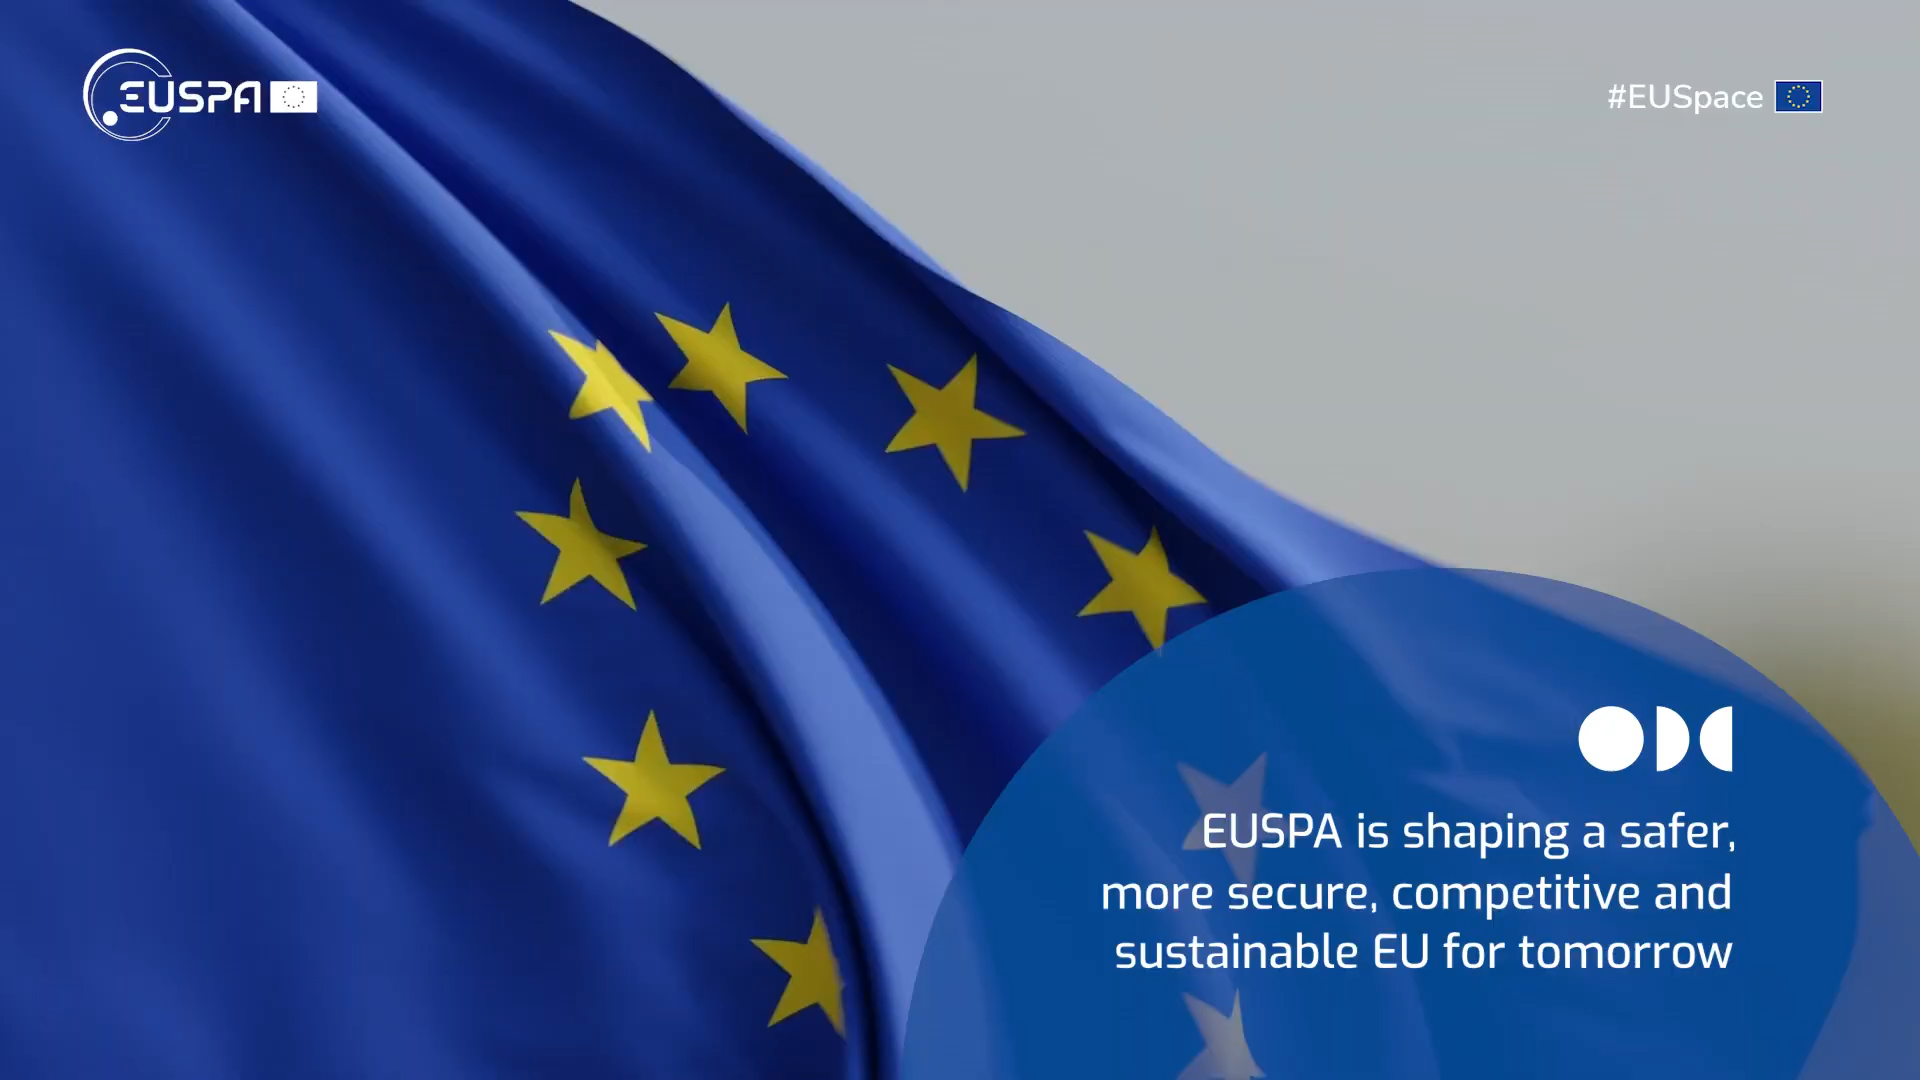 EUSPA
#EUSpace
EUSPA is shaping a safer,
more secure, competitive and
sustainable EU for tomorrow